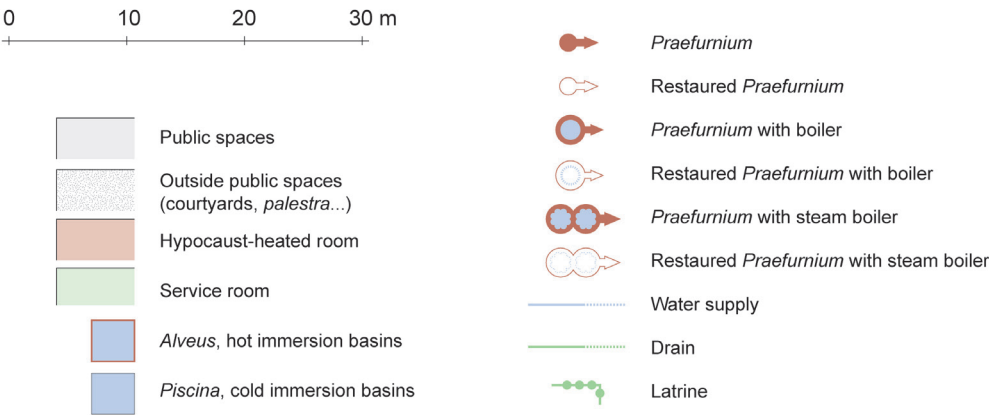 0 10 20 30 m
Public spaces
Outside public spaces
(courtyards, palestra...)
Hypocaust-heated room
Service room
Alveus, hot immersion basins
Piscina, cold immersion basins
Praefurnium
Restaured Praefurnium
Praefurnium with boiler
Restaured Praefurnium with boiler
Praefurnium with steam boiler
Restaured Praefurnium with steam boiler
Water supply
Drain
Latrine